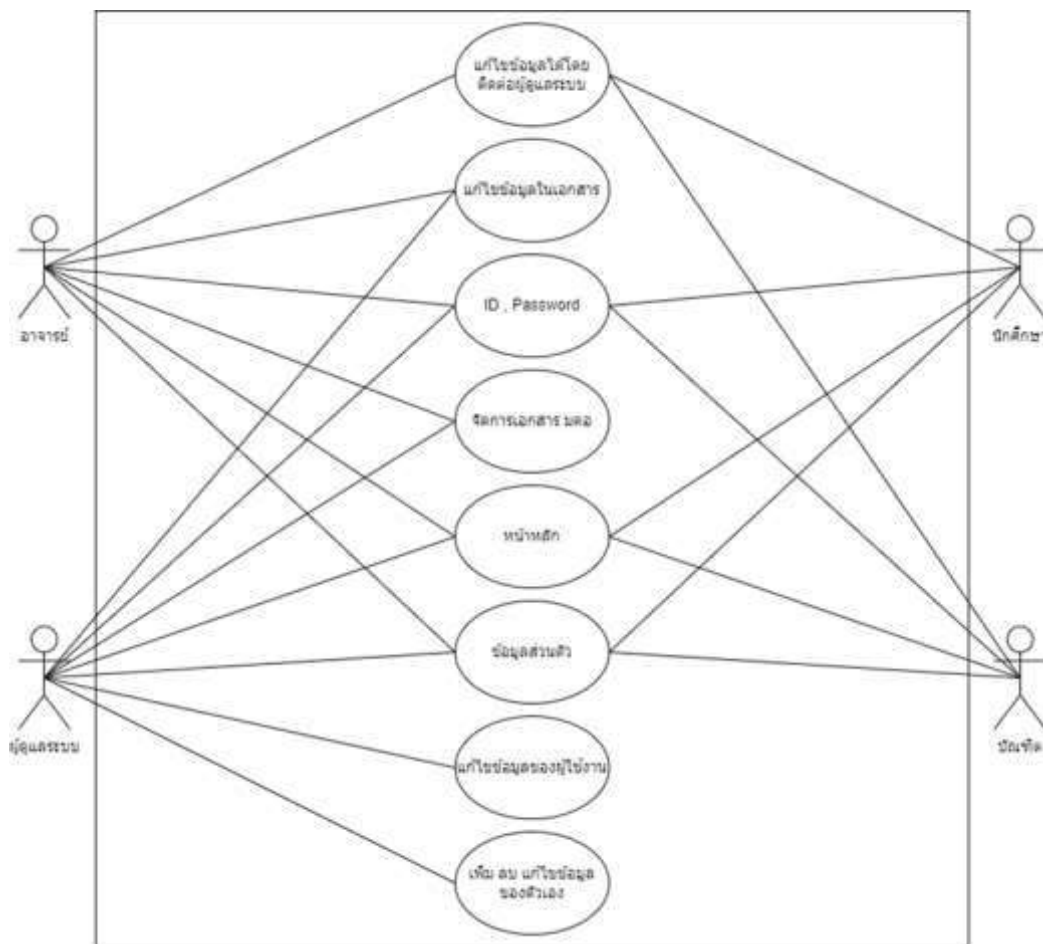 แก้ไขข้อมูลได้โดย
ติดต่อผู้ดูแลระบบ
แก้ไขข้อมูลในเอกสาร
ID , Password
จัดการเอกสาร มคอ
หน้าหลัก
ข้อมูลส่วนตัว
แก้ไขข้อมูลของผู้ใช้งาน
เพิ่ม ลบ แก้ไขข้อมูล
ของตัวเอง
อาจารย์
ผู้ดูแลระบบ
นักศึกษา
บัณฑิต